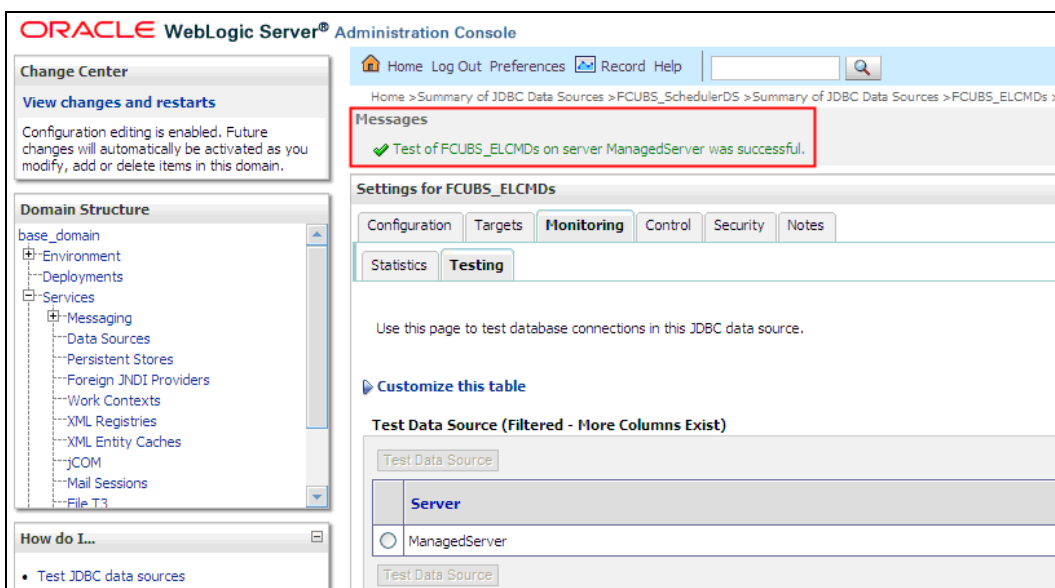 ORACLE WebLogic Server® Administration Console
Change Center
View changes and restarts
Configuration editing is enabled. Future
changes will automatically be activated as you
modify, add or delete items in this domain.
Domain Structure
base_domain
Environment
Deployments
Services
Messaging
Data Sources
Persistent Stores
Foreign JNDI Providers
Work Contexts
XML Registries
XML Entity Caches
jCOM
Mail Sessions
File T3
How do I...
Test JDBC data sources
Home Log Out Preferences Record Help
Home >Summary of JDBC Data Sources >FCUBS_SchedulerDS >Summary of JDBC Data Sources >FCUBS_ELCMDs >
Messages
Test of FCUBS_ELCMDs on server ManagedServer was successful.
Settings for FCUBS_ELCMDs
Configuration Targets Monitoring Control Security Notes
Statistics Testing
Use this page to test database connections in this JDBC data source.
Customize this table
Test Data Source (Filtered - More Columns Exist)
Test Data Source
Server
ManagedServer
Test Data Source